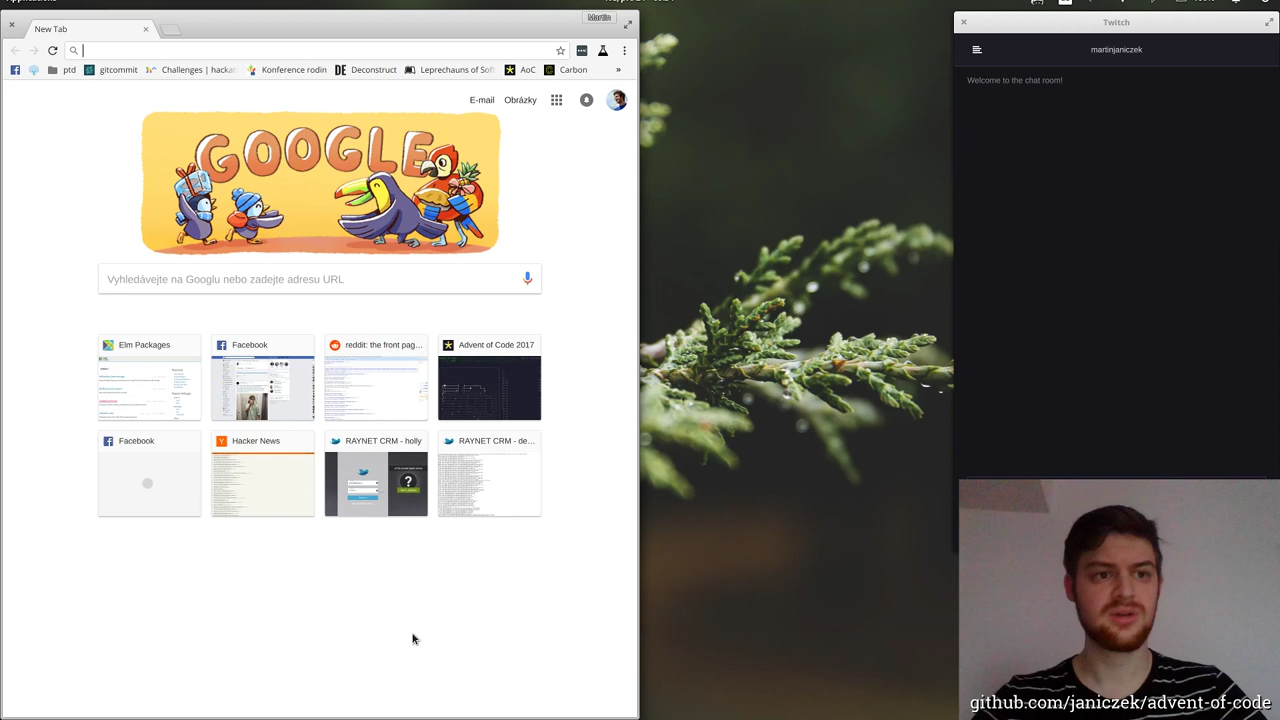 Martin
New Tab
ptd
gitcommit
Challenges | hacka
Konference rodin
DE Deconstruct
Leprechauns of Soft
AoC
Carbon
»
E-mail
Obrázky
GOOGLE
Vyhledávejte na Googlu nebo zadejte adresu URL
Elm Packages
Facebook
reddit: the front pag...
Advent of Code 2017
Facebook
Hacker News
RAYNET CRM - holly
RAYNET CRM - de...
Twitch
martinjaniczek
Welcome to the chat room!
github.com/janiczek/advent-of-code